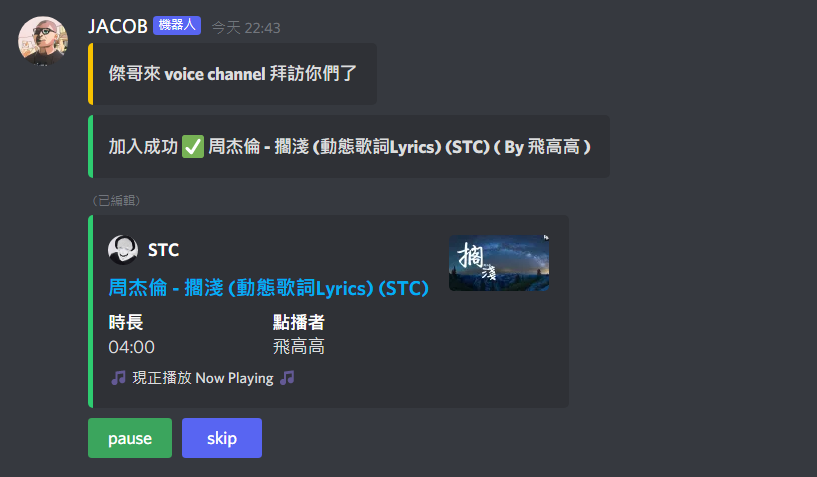 JACOB 機器人 今天 22:43
傑哥來 voice channel 拜訪你們了
加入成功 ✅ 周杰倫 - 擱淺 (動態歌詞Lyrics) (STC) ( By 飛高高 )
(已編輯)
STC
周杰倫 - 擱淺 (動態歌詞Lyrics) (STC)
擱淺
時長 點播者
04:00 飛高高
🎵 現正播放 Now Playing 🎵
pause skip